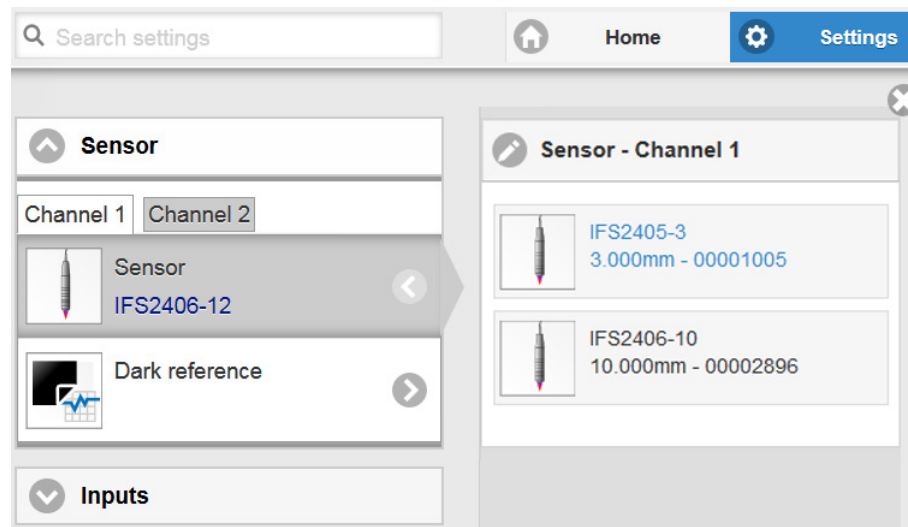 Search settings
Home
Settings
Sensor
Channel 1
Channel 2
Sensor
IFS2406-12
Dark reference
Inputs
Sensor - Channel 1
IFS2405-3
3.000mm - 00001005
IFS2406-10
10.000mm - 00002896